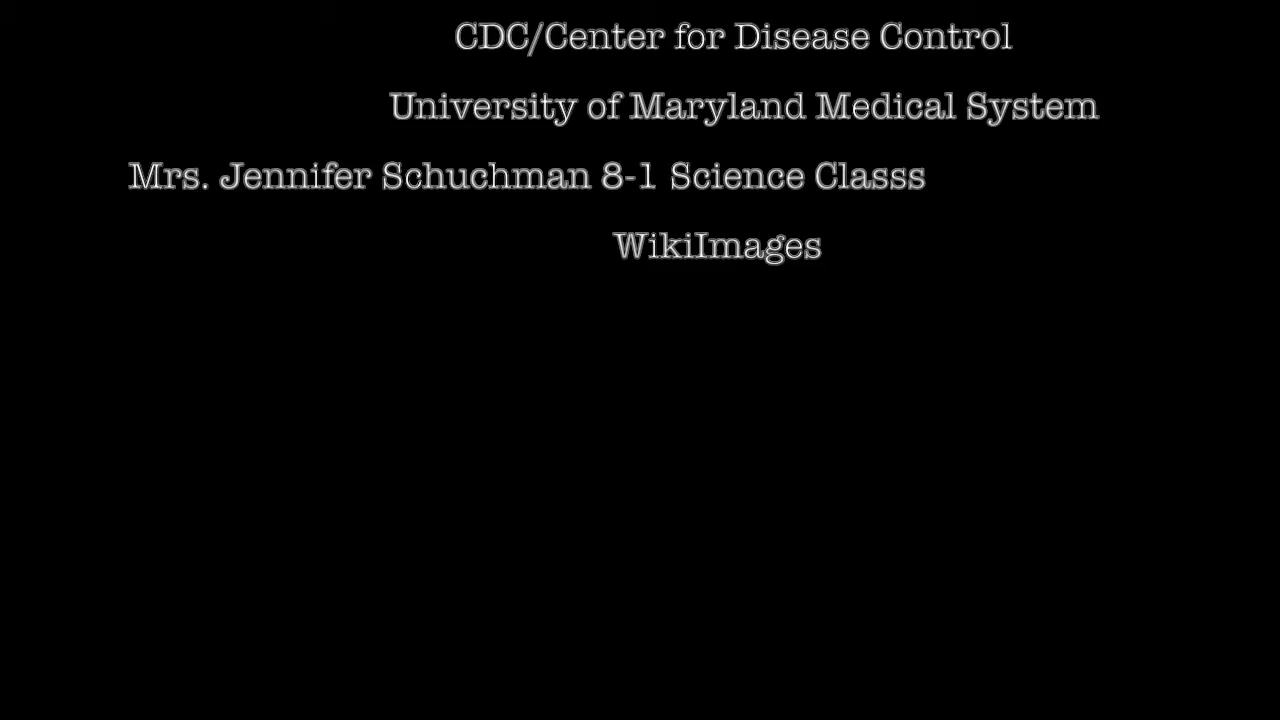 CDC/Center for Disease Control
University of Maryland Medical System
Mrs. Jennifer Schuchman 8-1 Science Classs
WikiImages